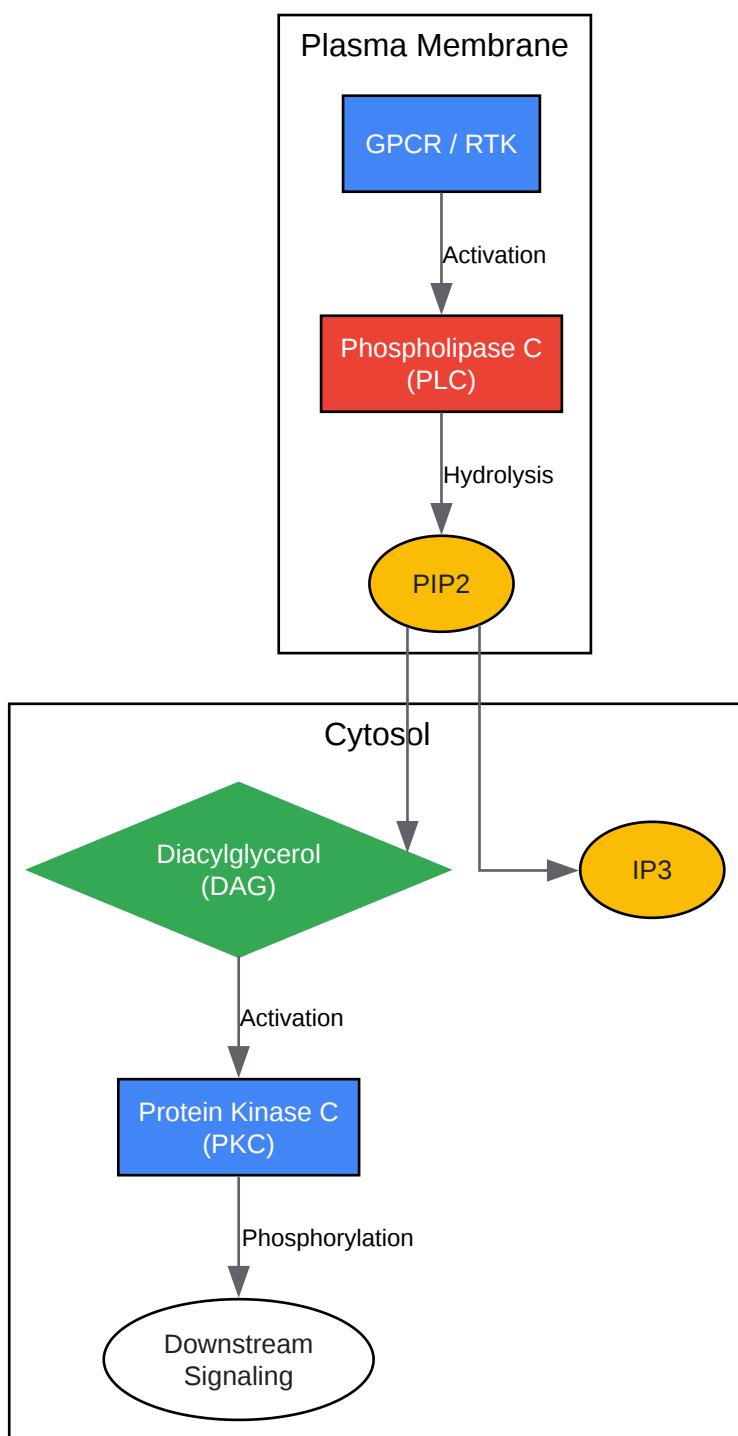 Plasma Membrane
GPCR / RTK
Activation
Phospholipase C
(PLC)
Hydrolysis
PIP2
Cytosol
Diacylglycerol
(DAG)
IP3
Activation
Protein Kinase C
(PKC)
Phosphorylation
Downstream
Signaling